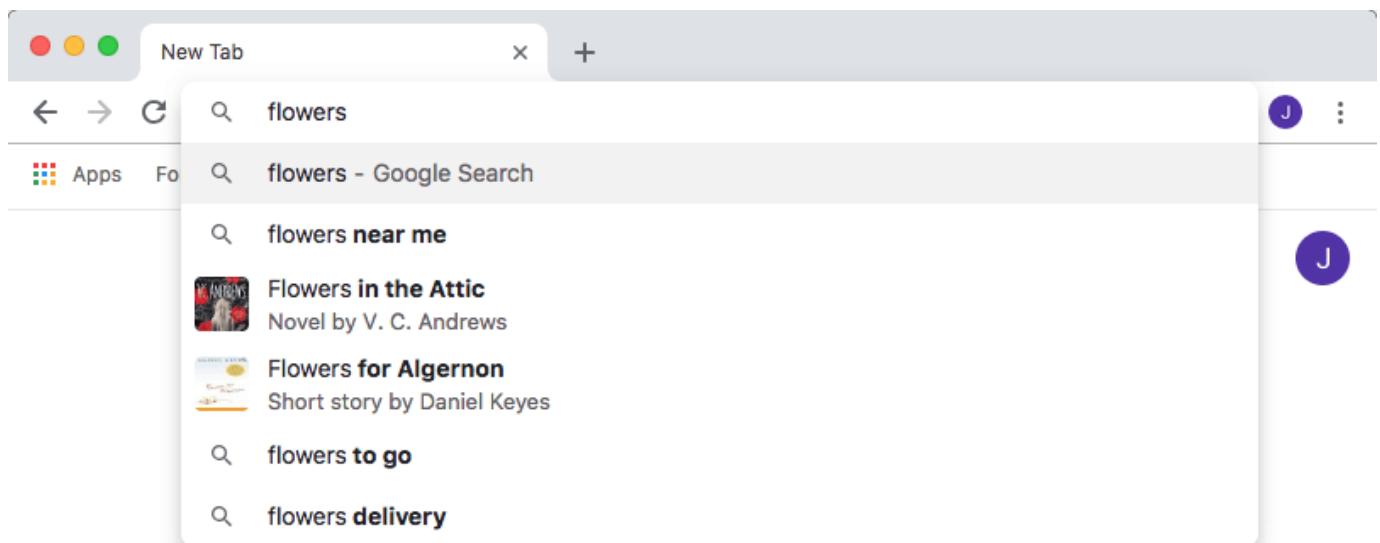 New Tab
flowers
J
Apps
Fo
flowers - Google Search
flowers near me
J
Flowers in the Attic
Novel by V. C. Andrews
Flowers for Algernon
Short story by Daniel Keyes
flowers to go
flowers delivery